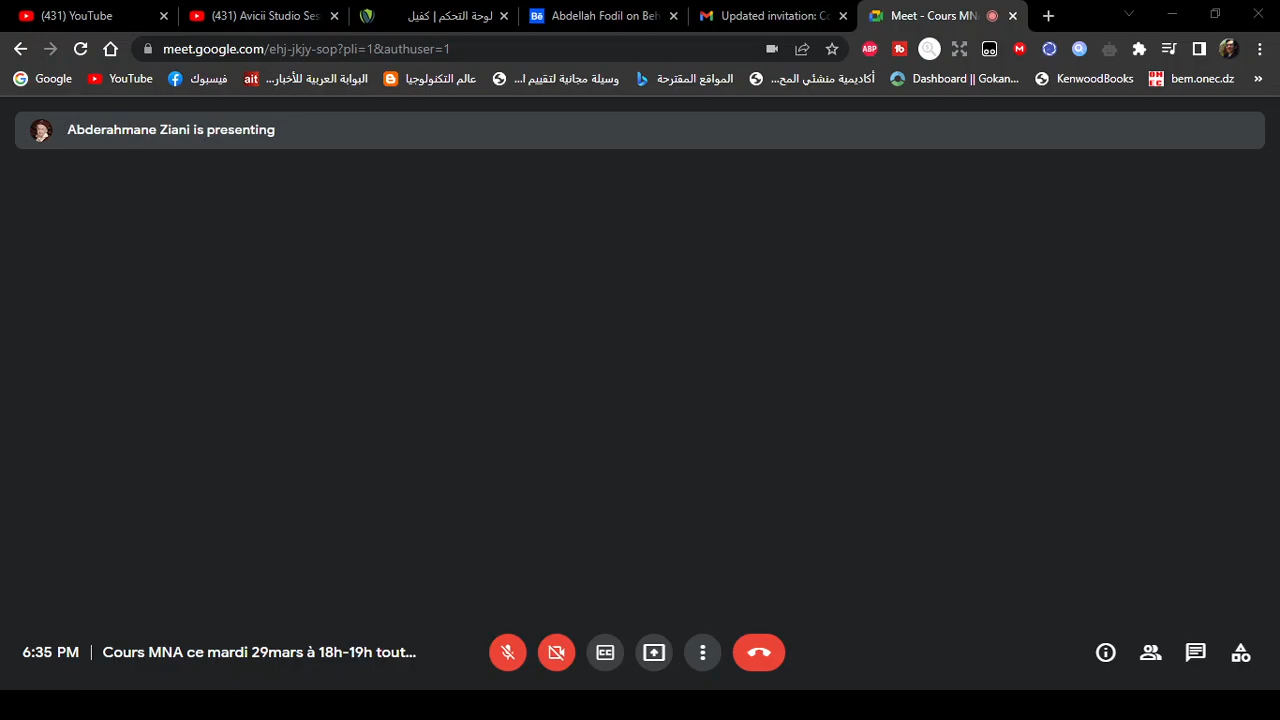 (431) YouTube
(431) Avicii Studio Ses
لوحة التحكم | كفيل
Abdellah Fodil on Beh
Updated invitation: Co
Meet - Cours MN
meet.google.com/ehj-jkjy-sop?pli=1&authuser=1
Google
YouTube
فيسبوك
البوابة العربية للأخبار...
عالم التكنولوجيا
وسيلة مجانية لتقييم ا...
المواقع المقترحة
أكاديمية منشئي المح...
Dashboard || Gokan...
KenwoodBooks
bem.onec.dz
Abderahmane Ziani is presenting
6:35 PM | Cours MNA ce mardi 29mars à 18h-19h tout...